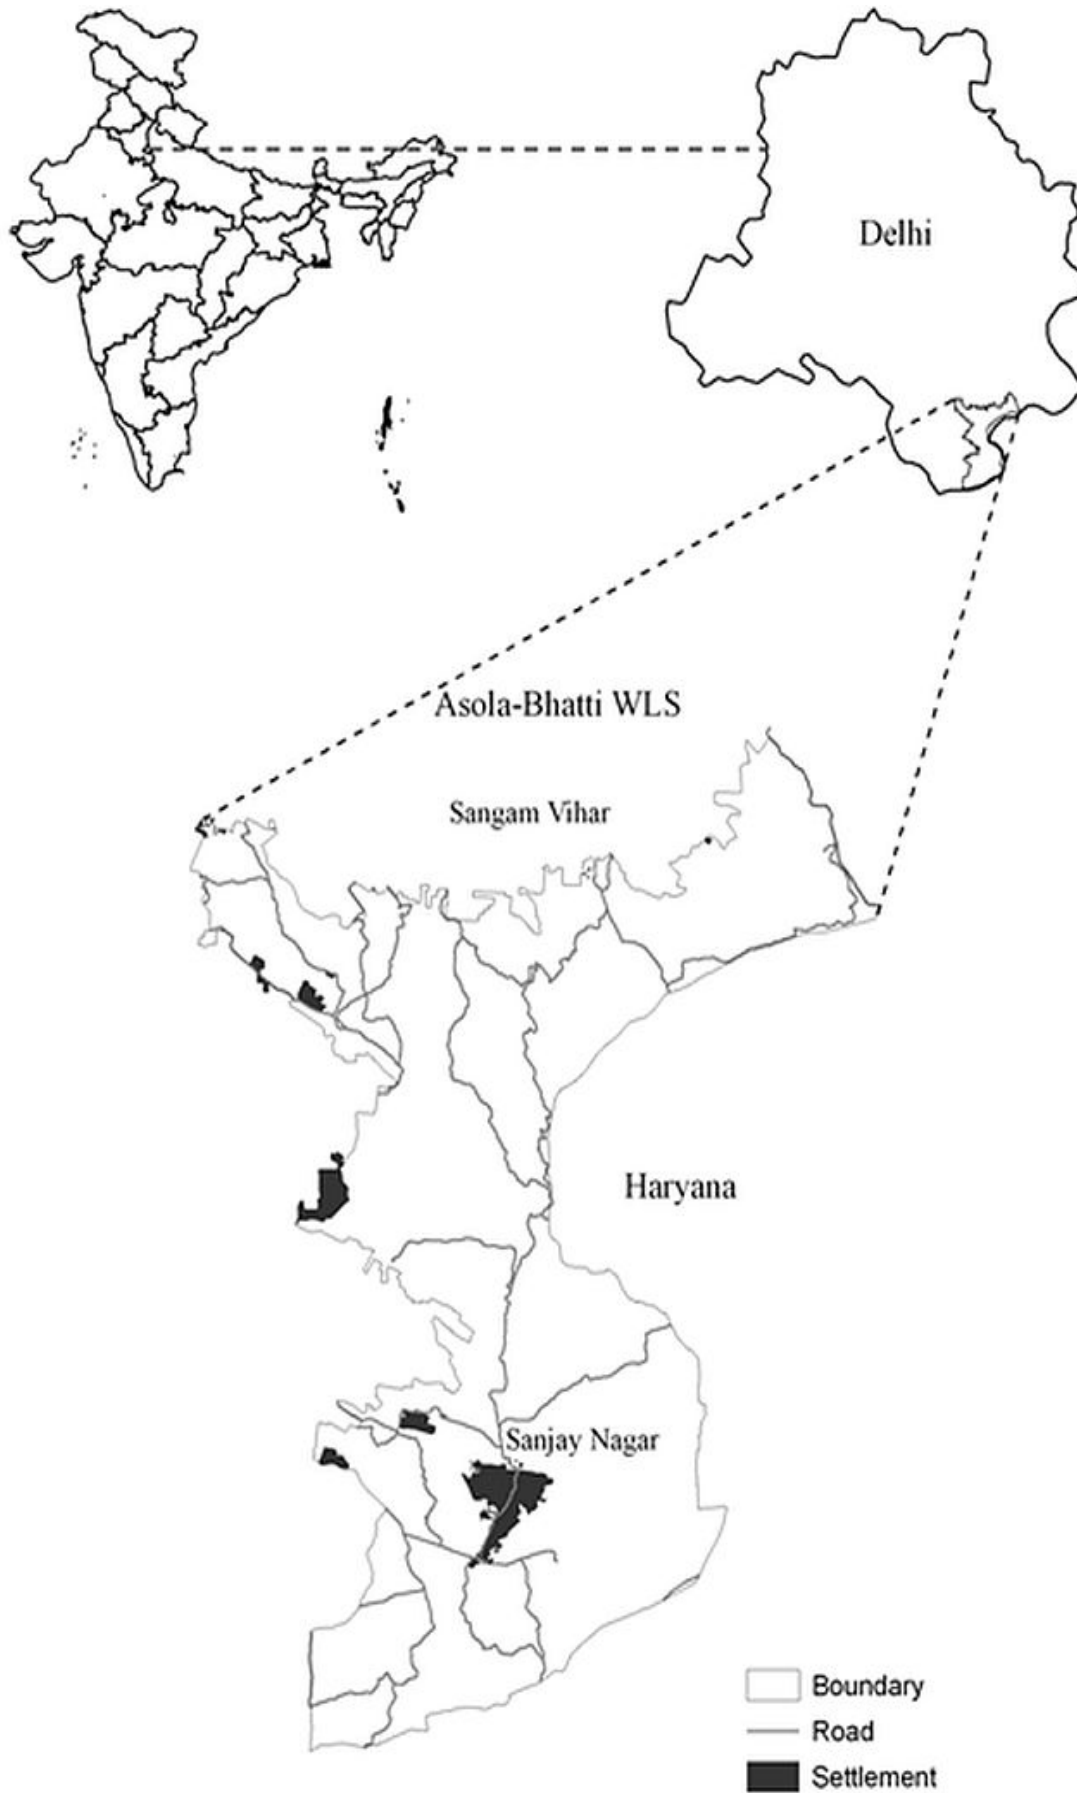 Delhi
Asola-Bhatti WLS
Sangam Vihar
Haryana
Sanjay Nagar
Boundary
Road
Settlement